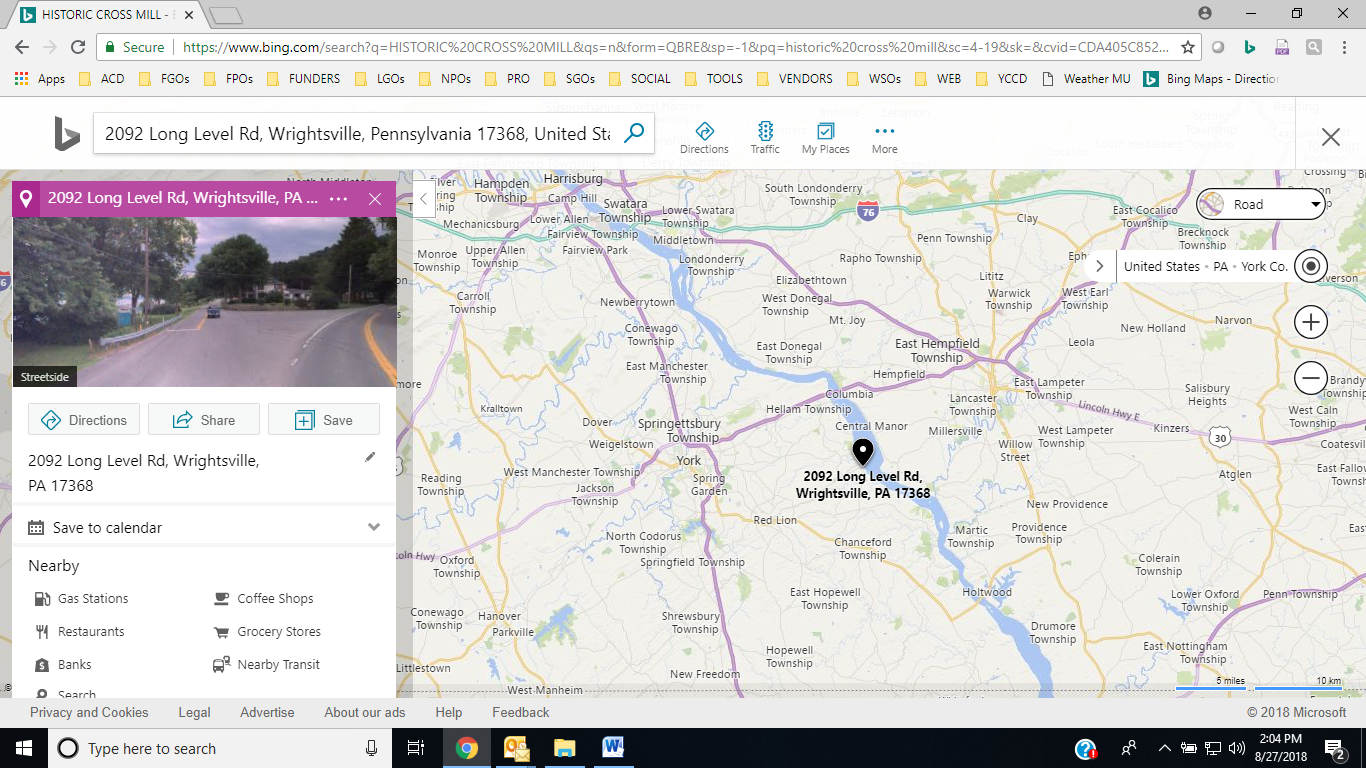 HISTORIC CROSS MILL -
Secure
https://www.bing.com/search?q=HISTORIC%20CROSS%20MILL&qs=n&form=QBRE&sp=-1&pq=historic%20cross%20mill&sc=4-19&sk=&cvid=CDA405C852...
Apps ACD FGOs FPOs FUNDERS LGOs NPOs PRO SGOs SOCIAL TOOLS VENDORS WSOs WEB YCCD Weather MU Bing Maps - Directio
2092 Long Level Rd, Wrightsville, Pennsylvania 17368, United Sta
Directions Traffic My Places More
2092 Long Level Rd, Wrightsville, PA ...
Streetside
Directions Share Save
2092 Long Level Rd, Wrightsville,
PA 17368
Save to calendar
Nearby
Gas Stations Coffee Shops
Restaurants Grocery Stores
Banks Nearby Transit
Search
Road
United States • PA • York Co.
Harrisburg
Hampden
Township
Camp Hill
Swatara
Township
Lower Swatara
Township
South Londonderry
Township
76
Mechanicsburg
Lower Allen
Upper Allen
Fairview Township
Fairview Park
Middletown
Londonderry
Township
Monroe
Township
Clay
East Cocalico
Township
Brecknock
Township
Penn Township
Rapho Township
Elizabethtown
West Donegal
Township
Lititz
Warwick
Township
West Earl
Township
Carroll
Township
Newberrytown
Mt. Joy
Conewago
Township
New Holland
Narvon
Leola
East Donegal
Township
East Hempfield
Township
East Manchester
Township
Hempfield
East Lampeter
Township
Salisbury
Heights
West Caln
Township
Columbia
Lancaster
Township
Lincoln Hwy E
Kralltown
Hellam Township
Dover
Springettsbury
Township
Central Manor
Millersville
West Lampeter
Township
Kinzers
30
Weigelstown
Willow
Street
York
2092 Long Level Rd,
Wrightsville, PA 17368
Atglen
Reading
Township
West Manchester Township
Jackson
Township
Spring
Garden
New Providence
Red Lion
Martic
Township
Providence
Township
North Codorus
Township
Chanceford
Township
Springfield Township
Oxford
Township
Colerain
Township
Holtwood
East Hopewell
Township
Lower Oxford
Township
Penn Township
Conewago
Township
Hanover
Parkville
Shrewsbury
Township
Drumore
Township
Hopewell
Township
East Nottingham
Township
Littlestown
New Freedom
West Manheim
5 miles 10 km
Privacy and Cookies Legal Advertise About our ads Help Feedback © 2018 Microsoft
Type here to search
2:04 PM
8/27/2018
2